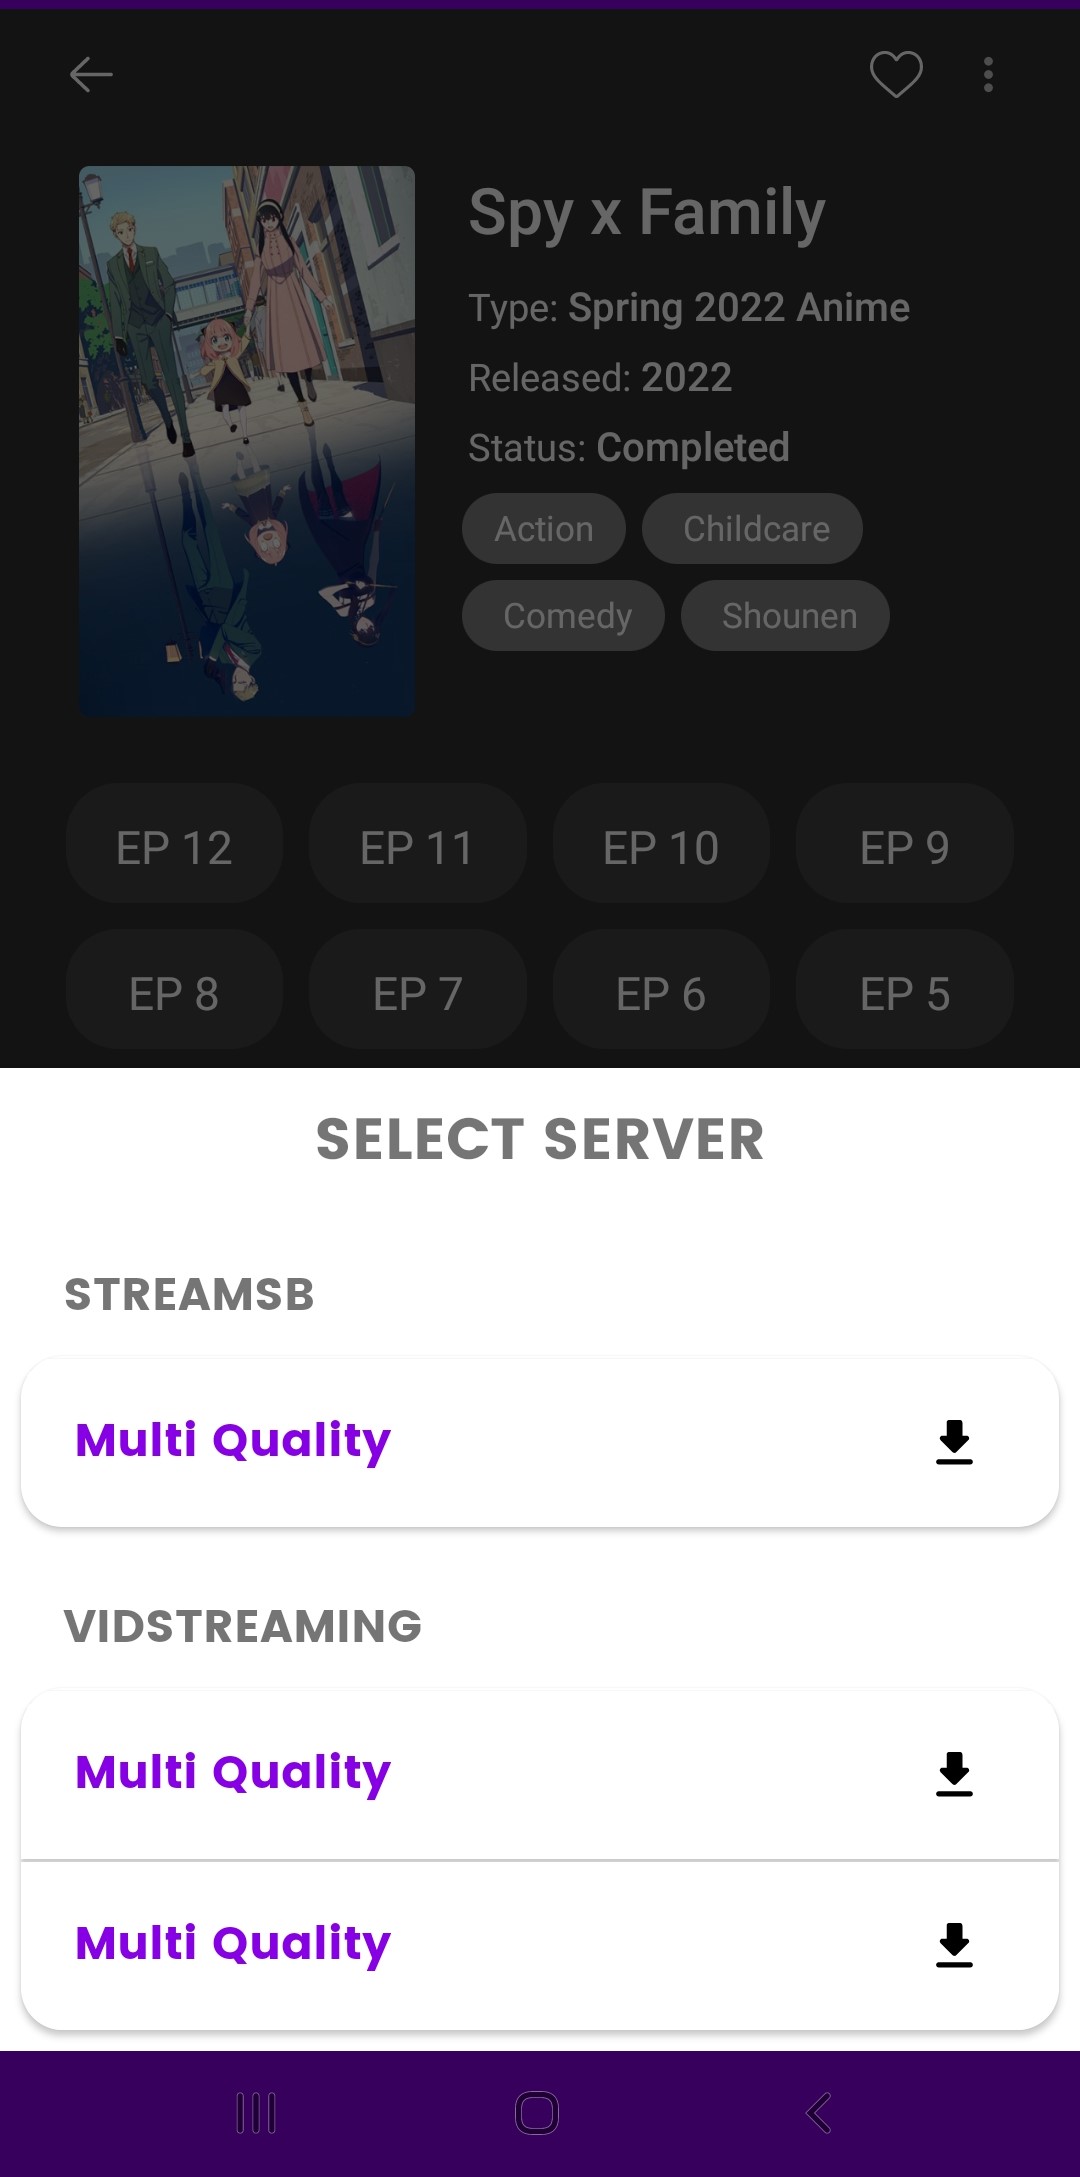 Spy x Family
Type: Spring 2022 Anime
Released: 2022
Status: Completed
Action Childcare
Comedy Shounen
EP 12 EP 11 EP 10 EP 9
EP 8 EP 7 EP 6 EP 5
SELECT SERVER
STREAMSB
Multi Quality
VIDSTREAMING
Multi Quality
Multi Quality